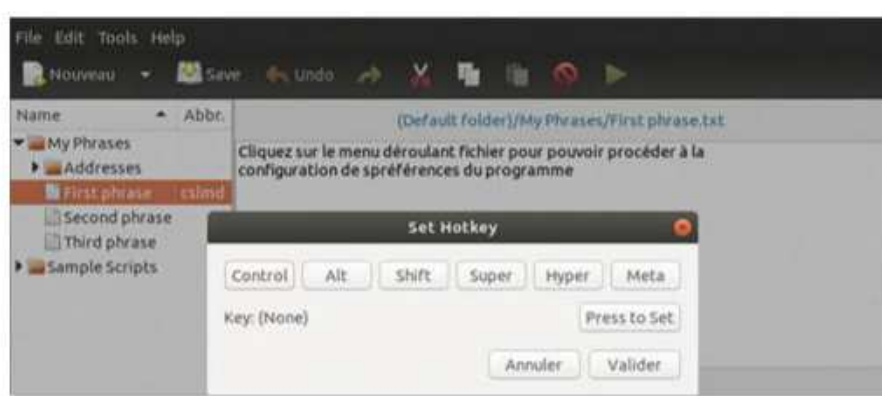 File Edit Tools Help
Nouveau Save Undo
Name Abbr. (Default folder)/My Phrases/First phrase.txt
My Phrases
Addresses
First phrase cslmd
Second phrase
Third phrase
Sample Scripts
Cliquez sur le menu déroulant fichier pour pouvoir procéder à la
configuration de spréférences du programme
Set Hotkey
Control Alt Shift Super Hyper Meta
Key: (None) Press to Set
Annuler Valider